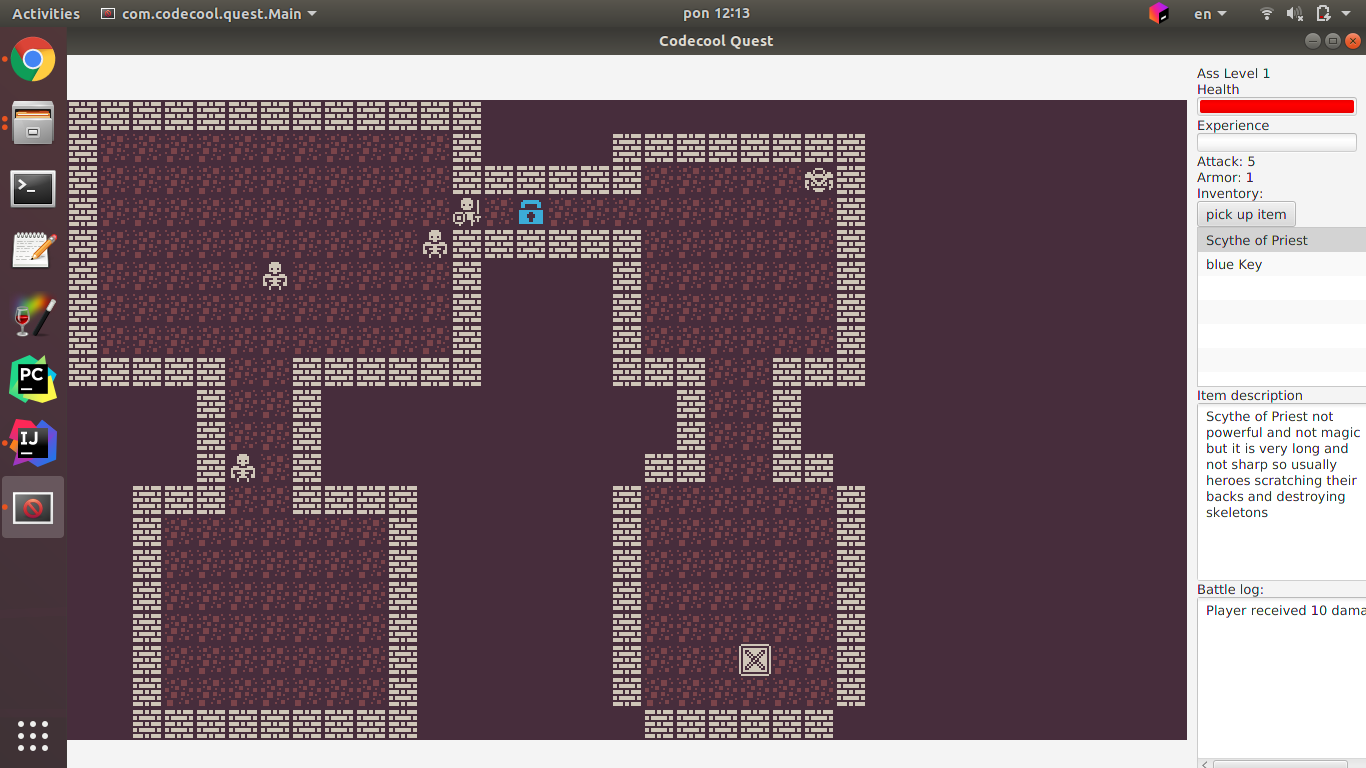 Activities
com.codecool.quest.Main
pon 12:13
en
Codecool Quest
Ass Level 1
Health
Experience
Attack: 5
Armor: 1
Inventory:
pick up item
Scythe of Priest
blue Key
Item description
Scythe of Priest not
powerful and not magic
but it is very long and
not sharp so usually
heroes scratching their
backs and destroying
skeletons
Battle log:
Player received 10 dama
PC
IJ